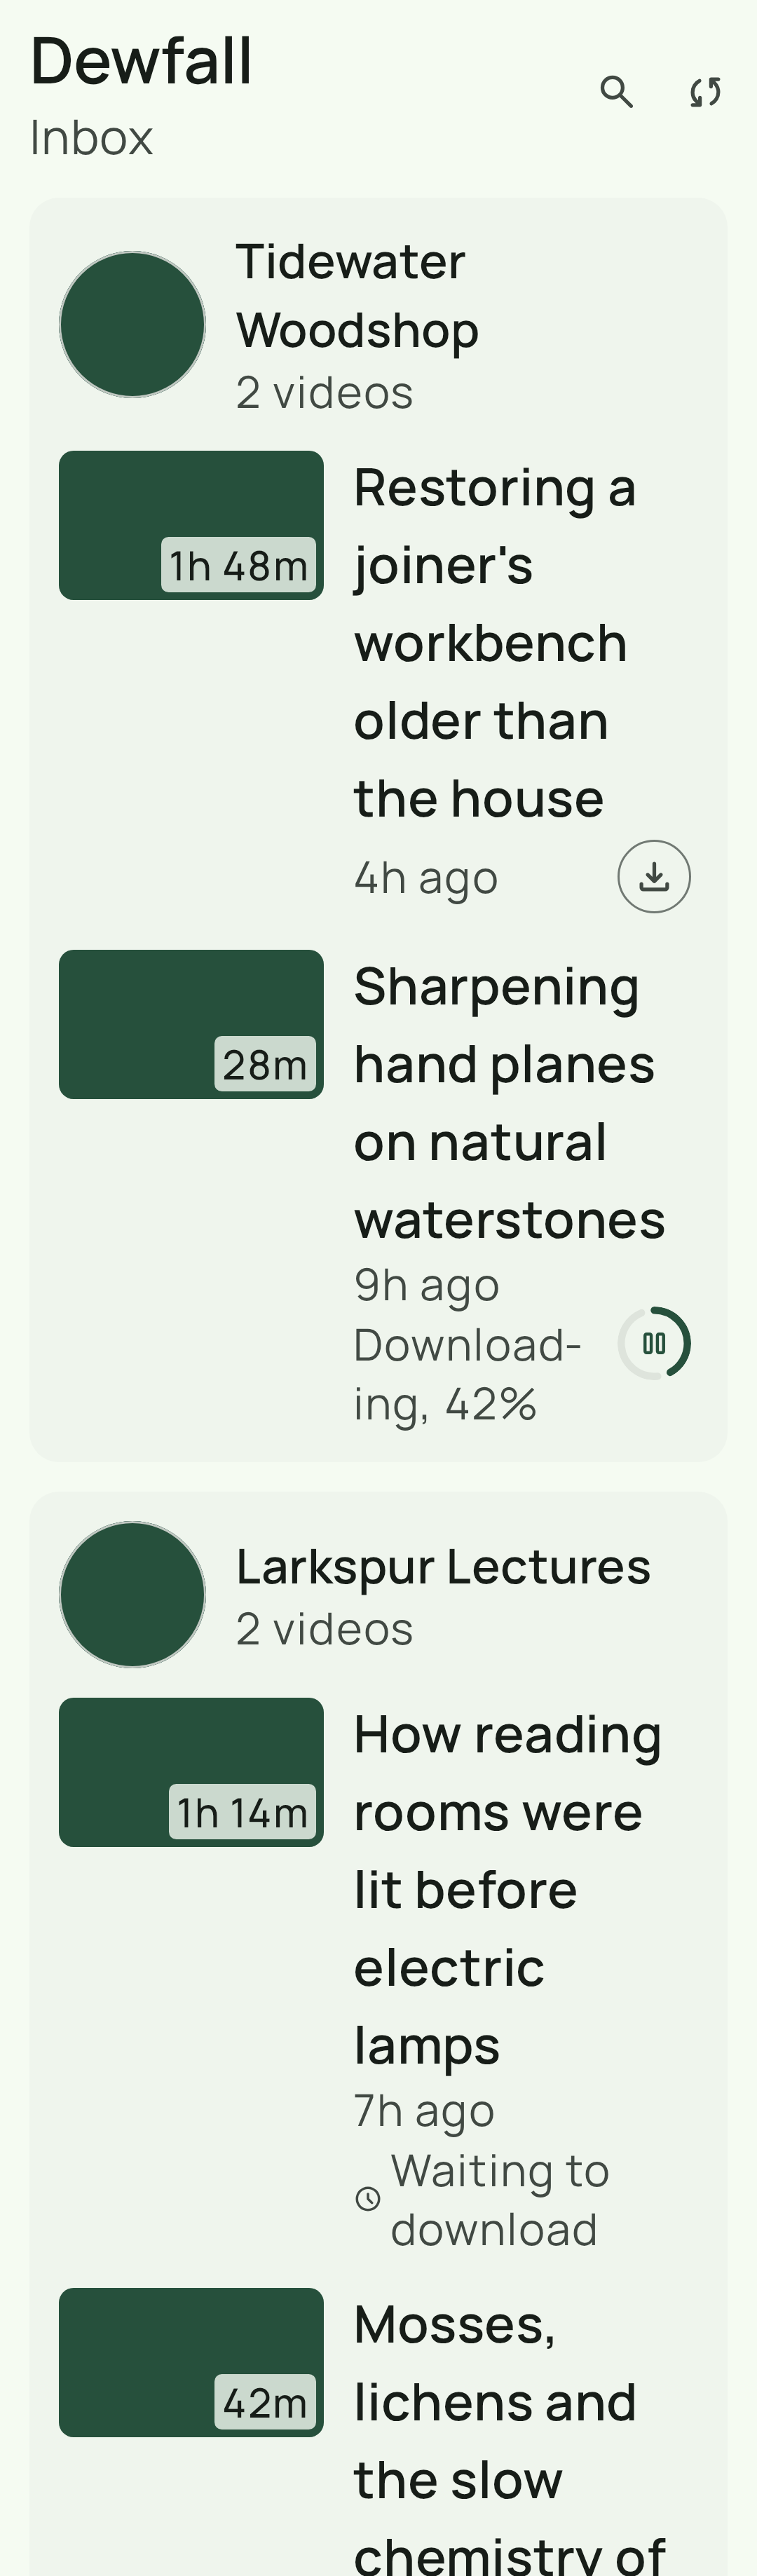 Dewfall
Inbox
Tidewater
Woodshop
2 videos
1h 48m
Restoring a
joiner's
workbench
older than
the house
4h ago
28m
Sharpening
hand planes
on natural
waterstones
9h ago
Download-
ing, 42%
Larkspur Lectures
2 videos
1h 14m
How reading
rooms were
lit before
electric
lamps
7h ago
Waiting to
download
42m
Mosses,
lichens and
the slow
chemistry of